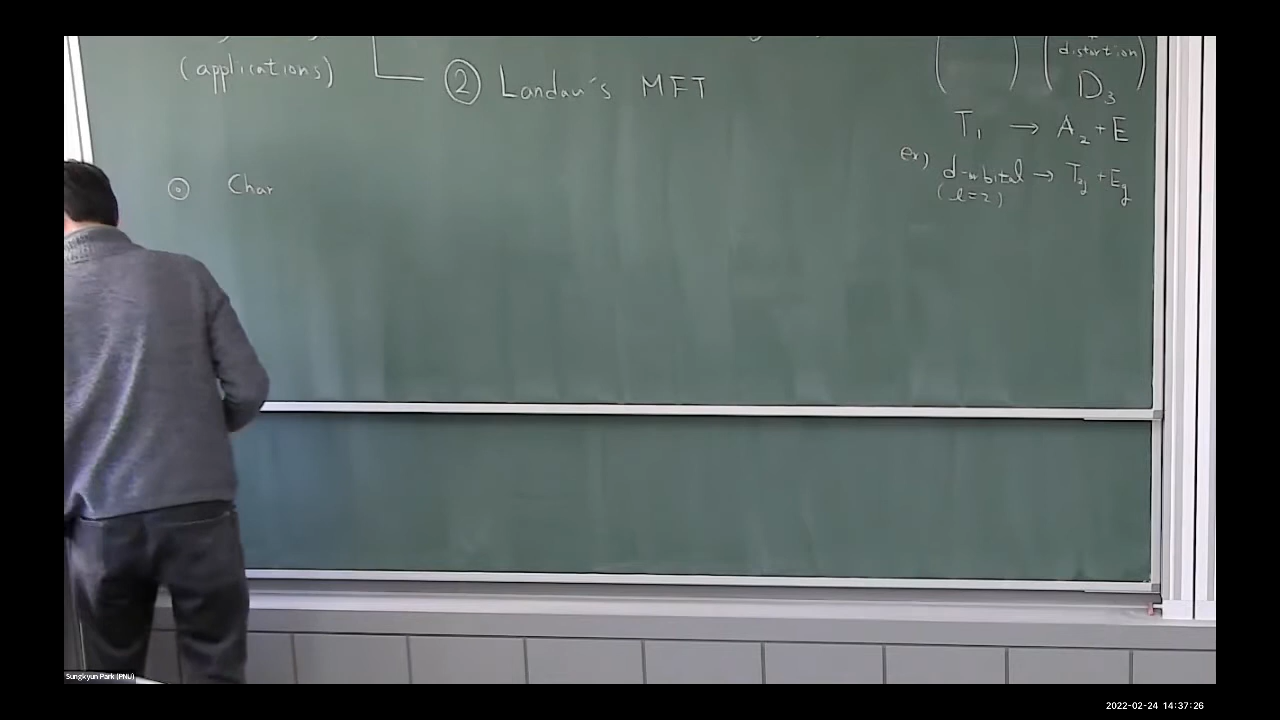 (applications)
② Landau's MFT
⊙ Char
distortion)
D₃
T₁ → A₂ + E
ex) d-orbital → T₂g + Eg
(l=2)
Sungkyun Park (PNU)
2022-02-24 14:37:26